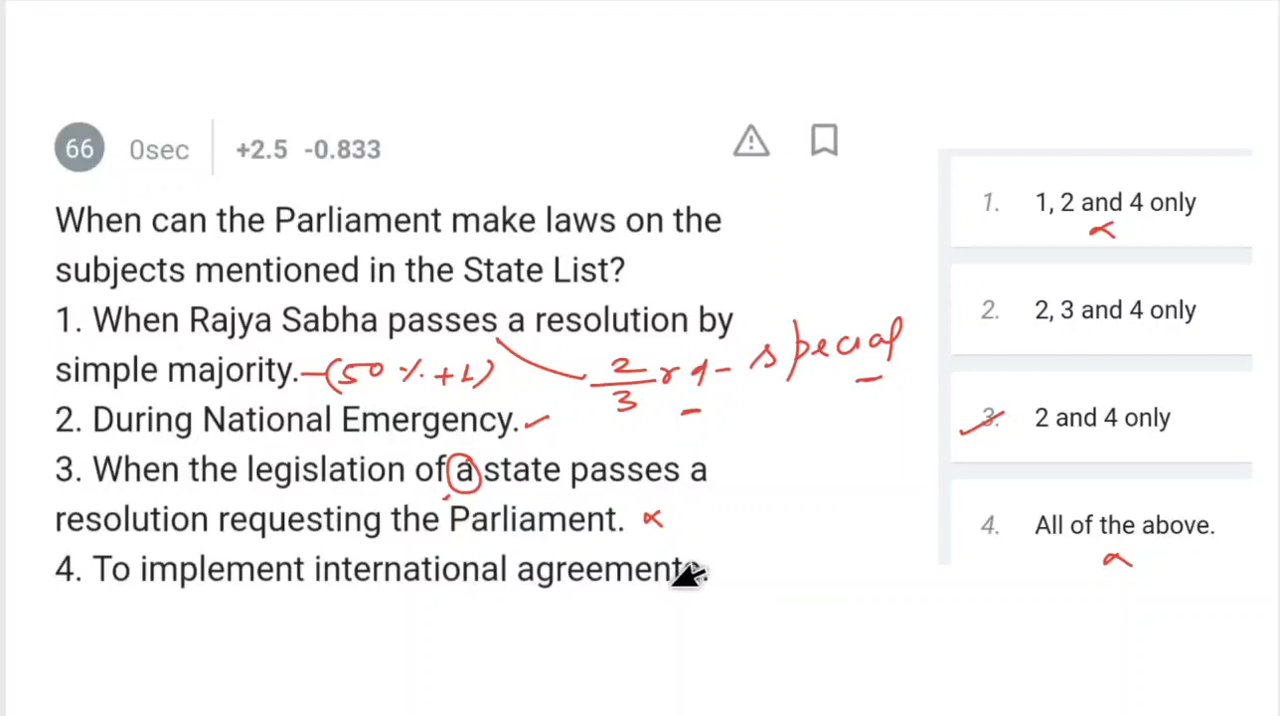 66 0sec +2.5 -0.833
When can the Parliament make laws on the
subjects mentioned in the State List?
1. When Rajya Sabha passes a resolution by
simple majority. (50 % + 1) 2/3 rd - special
2. During National Emergency.
3. When the legislation of a state passes a
resolution requesting the Parliament.
4. To implement international agreements.
1. 1, 2 and 4 only
2. 2, 3 and 4 only
3. 2 and 4 only
4. All of the above.